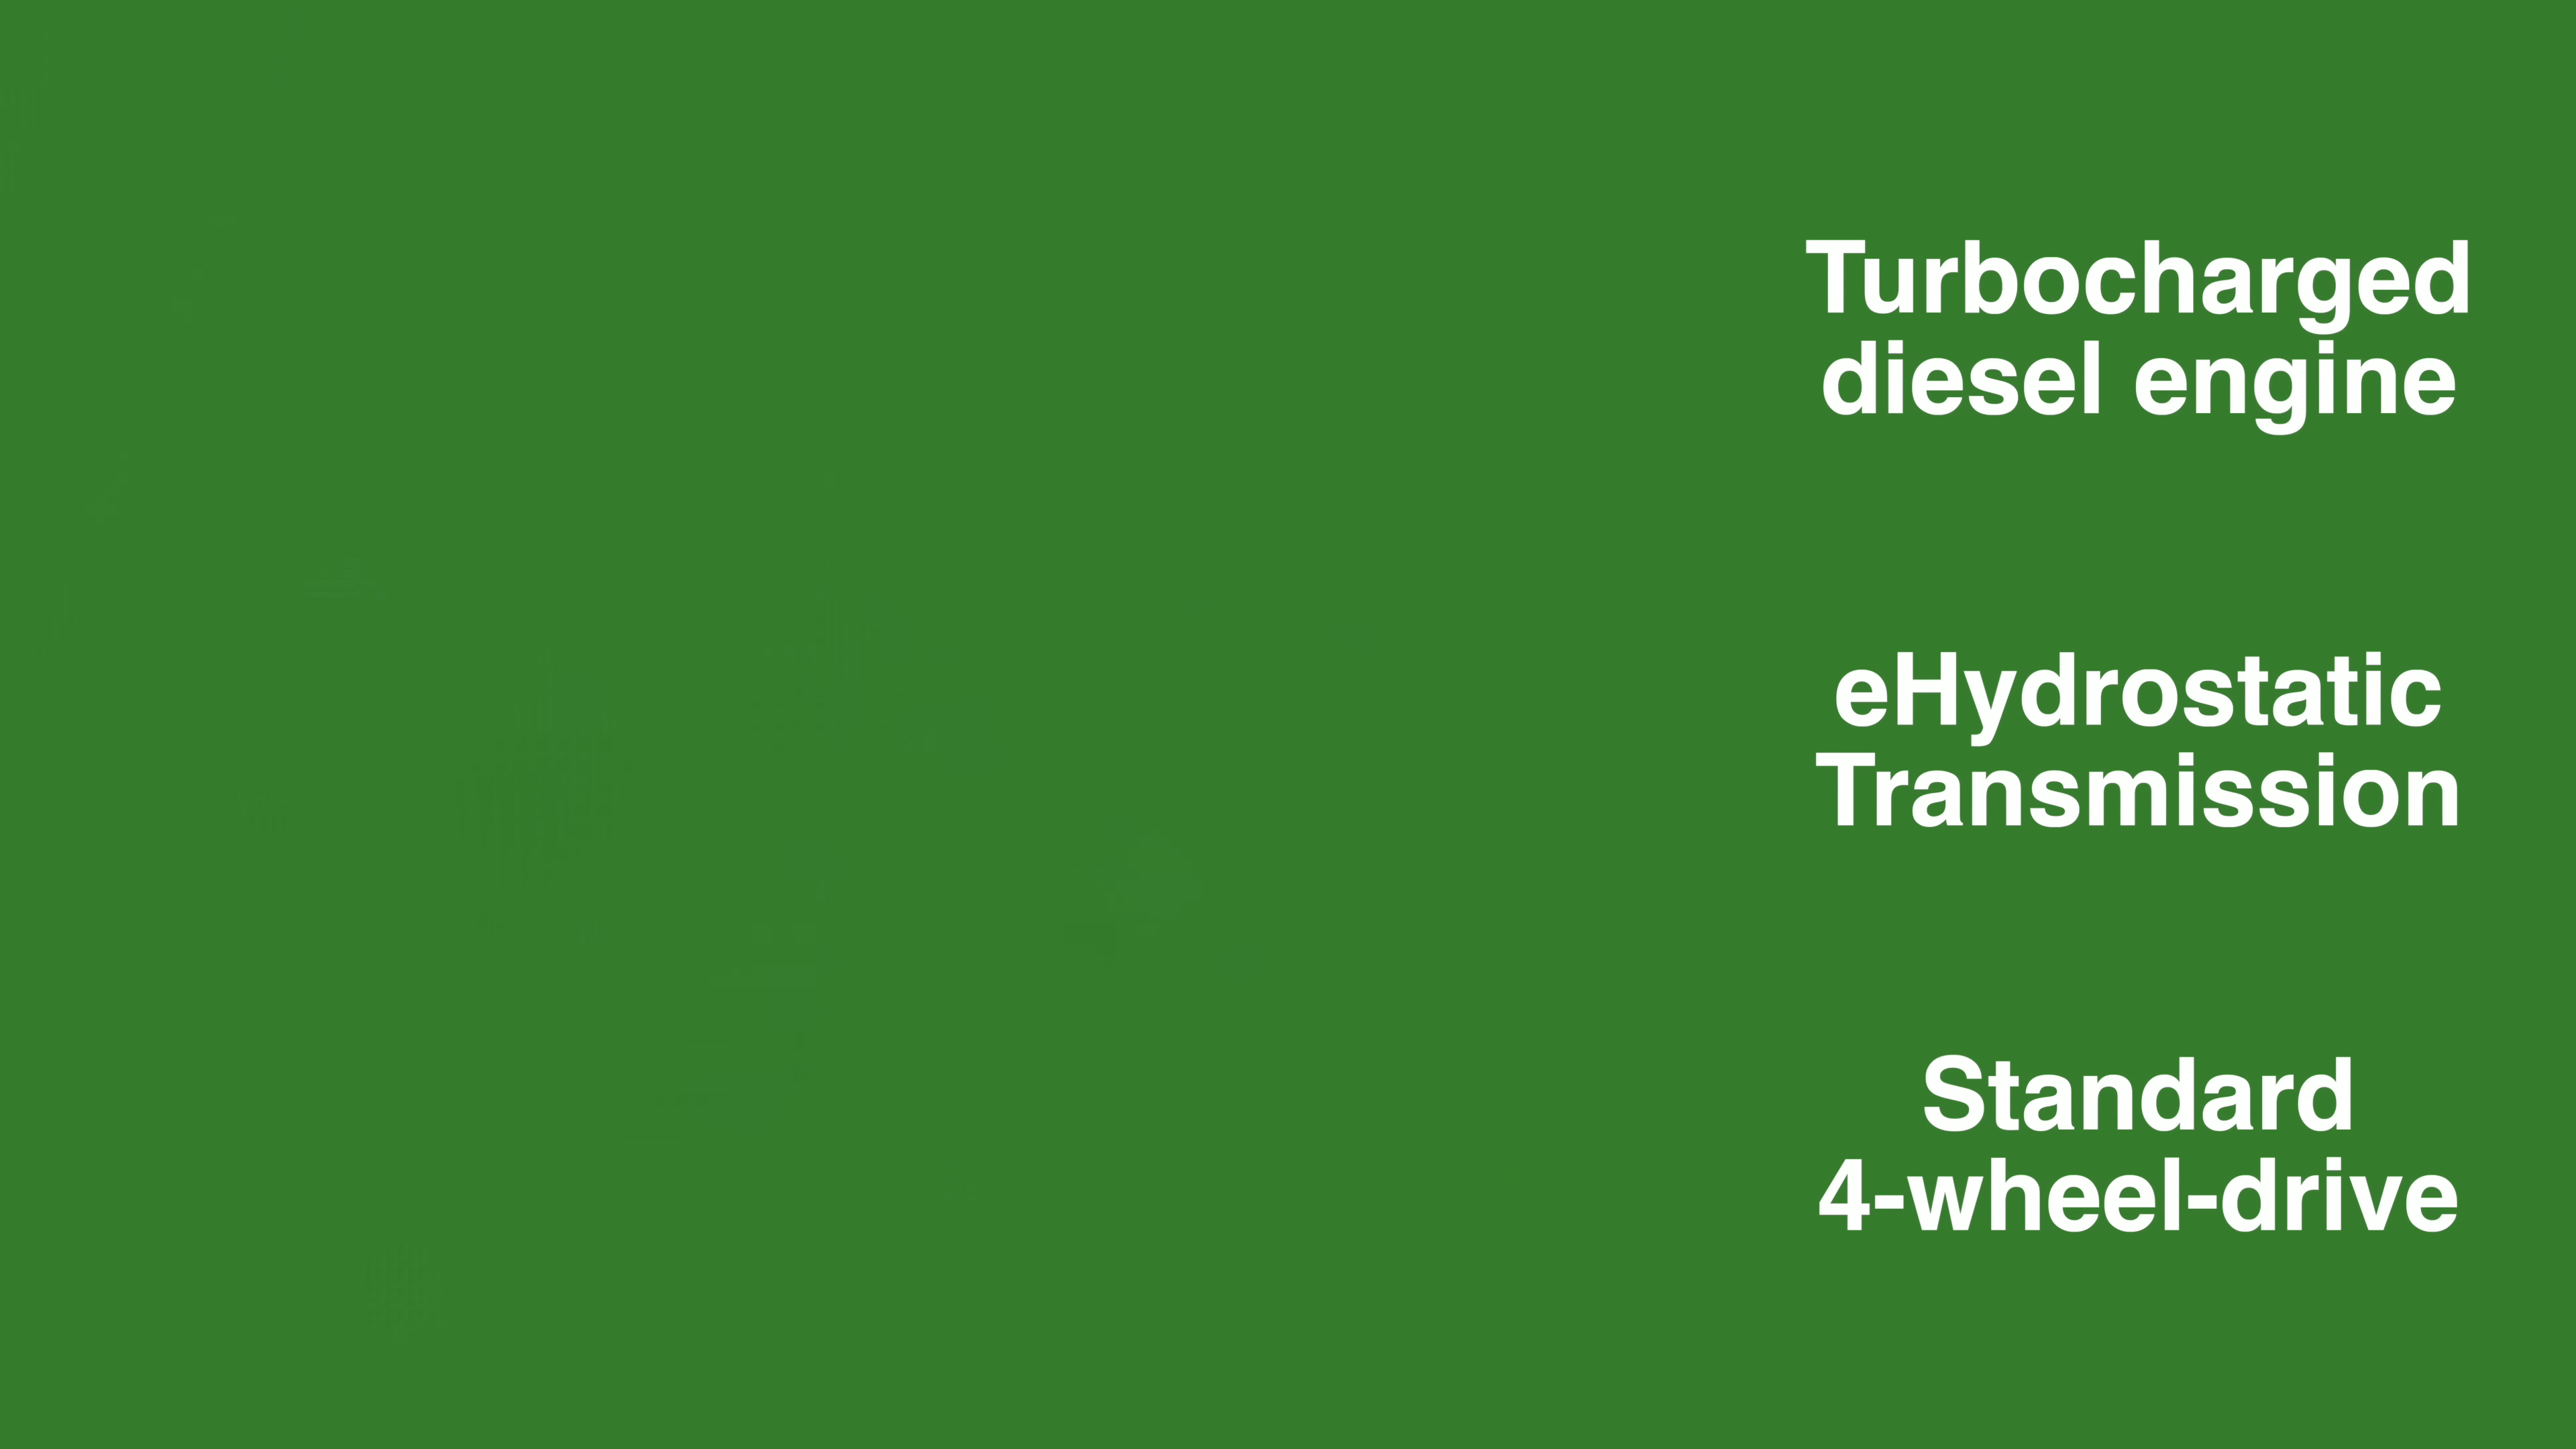 Turbocharged
diesel engine
eHydrostatic
Transmission
Standard
4-wheel-drive